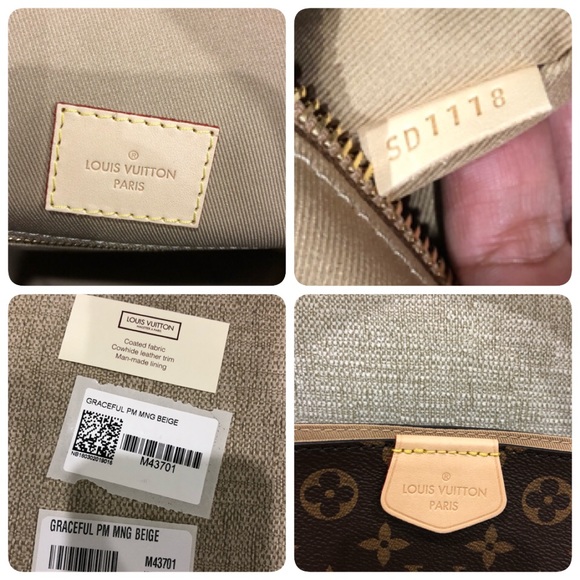 ®
LOUIS VUITTON
PARIS
SD1118
LOUIS VUITTON
Coated fabric
Cowhide leather trim
Man-made lining
GRACEFUL PM MNG BEIGE
M43701
GRACEFUL PM MNG BEIGE
M43701
®
LOUIS VUITTON
PARIS